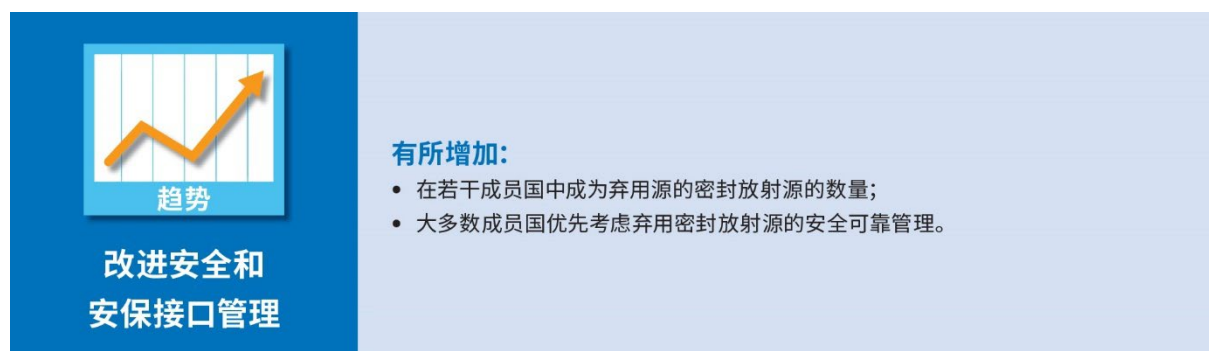 趋势
改进安全和
安保接口管理
有所增加:
• 在若干成员国中成为弃用源的密封放射源的数量;
• 大多数成员国优先考虑弃用密封放射源的安全可靠管理。